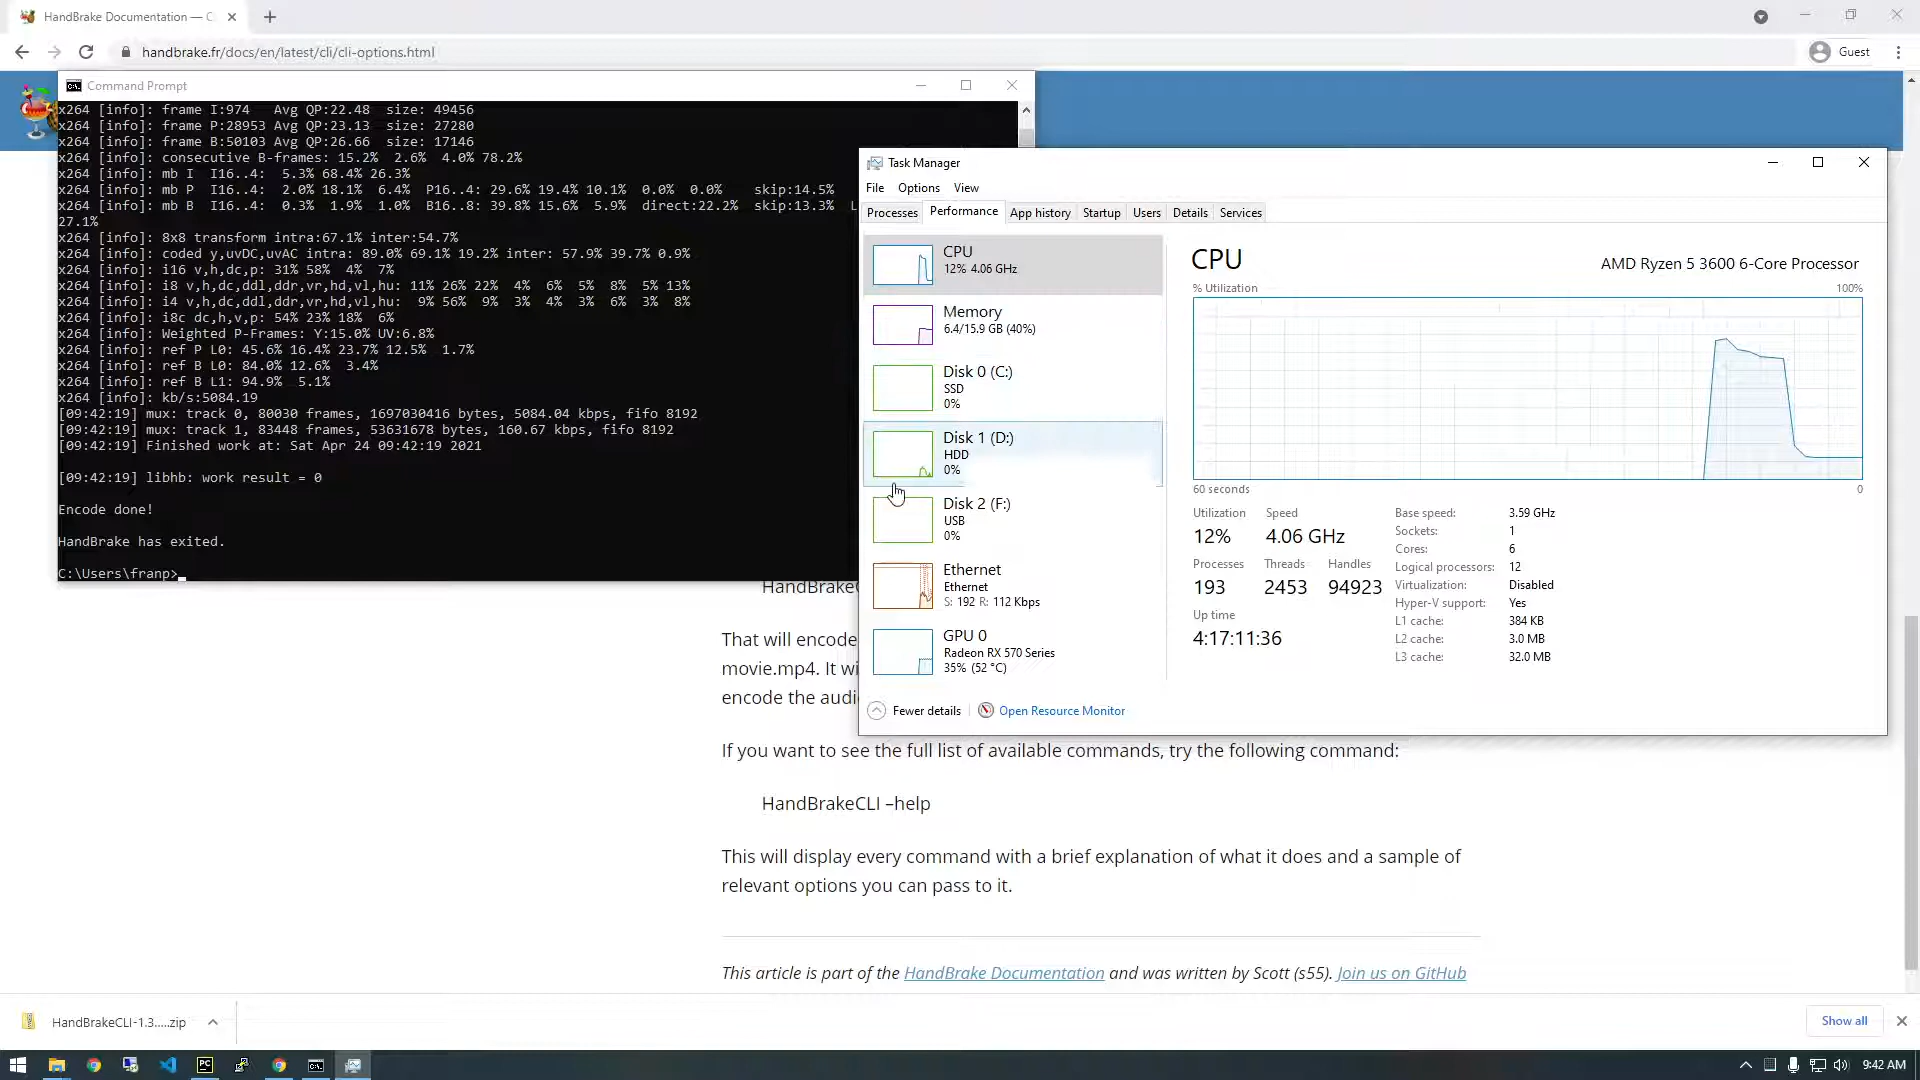 HandBrake Documentation — C
handbrake.fr/docs/en/latest/cli/cli-options.html
Guest
Command Prompt
x264 [info]: frame I:974   Avg QP:22.48  size: 49456
x264 [info]: frame P:28953 Avg QP:23.13  size: 27280
x264 [info]: frame B:50103 Avg QP:26.66  size: 17146
x264 [info]: consecutive B-frames: 15.2%  2.6%  4.0% 78.2%
x264 [info]: mb I  I16..4:  5.3% 68.4% 26.3%
x264 [info]: mb P  I16..4:  2.0% 18.1%  6.4%  P16..4: 29.6% 19.4% 10.1%  0.0%  0.0%    skip:14.5%
x264 [info]: mb B  I16..4:  0.3%  1.9%  1.0%  B16..8: 39.8% 15.6%  5.9%  direct:22.2%  skip:13.3%  L
27.1%
x264 [info]: 8x8 transform intra:67.1% inter:54.7%
x264 [info]: coded y,uvDC,uvAC intra: 89.0% 69.1% 19.2% inter: 57.9% 39.7% 0.9%
x264 [info]: i16 v,h,dc,p: 31% 58%  4%  7%
x264 [info]: i8 v,h,dc,ddl,ddr,vr,hd,vl,hu: 11% 26% 22%  4%  6%  5%  8%  5% 13%
x264 [info]: i4 v,h,dc,ddl,ddr,vr,hd,vl,hu:  9% 56%  9%  3%  4%  3%  6%  3%  8%
x264 [info]: i8c dc,h,v,p: 54% 23% 18%  6%
x264 [info]: Weighted P-Frames: Y:15.0% UV:6.8%
x264 [info]: ref P L0: 45.6% 16.4% 23.7% 12.5%  1.7%
x264 [info]: ref B L0: 84.0% 12.6%  3.4%
x264 [info]: ref B L1: 94.9%  5.1%
x264 [info]: kb/s:5084.19
[09:42:19] mux: track 0, 80030 frames, 1697030416 bytes, 5084.04 kbps, fifo 8192
[09:42:19] mux: track 1, 83448 frames, 53631678 bytes, 160.67 kbps, fifo 8192
[09:42:19] Finished work at: Sat Apr 24 09:42:19 2021
[09:42:19] libhb: work result = 0
Encode done!
HandBrake has exited.
C:\Users\franp>
Task Manager
File Options View
Processes Performance App history Startup Users Details Services
CPU
12% 4.06 GHz
Memory
6.4/15.9 GB (40%)
Disk 0 (C:)
SSD
0%
Disk 1 (D:)
HDD
0%
Disk 2 (F:)
USB
0%
Ethernet
Ethernet
S: 192 R: 112 Kbps
GPU 0
Radeon RX 570 Series
35% (52 °C)
CPU
AMD Ryzen 5 3600 6-Core Processor
% Utilization 100%
60 seconds 0
Utilization Speed
12% 4.06 GHz
Processes Threads Handles
193 2453 94923
Up time
4:17:11:36
Base speed: 3.59 GHz
Sockets: 1
Cores: 6
Logical processors: 12
Virtualization: Disabled
Hyper-V support: Yes
L1 cache: 384 KB
L2 cache: 3.0 MB
L3 cache: 32.0 MB
Fewer details
Open Resource Monitor
HandBrakeC
That will encode
movie.mp4. It wi
encode the audi
If you want to see the full list of available commands, try the following command:
HandBrakeCLI –help
This will display every command with a brief explanation of what it does and a sample of
relevant options you can pass to it.
This article is part of the HandBrake Documentation and was written by Scott (s55). Join us on GitHub
HandBrakeCLI-1.3.....zip
Show all
PC
9:42 AM